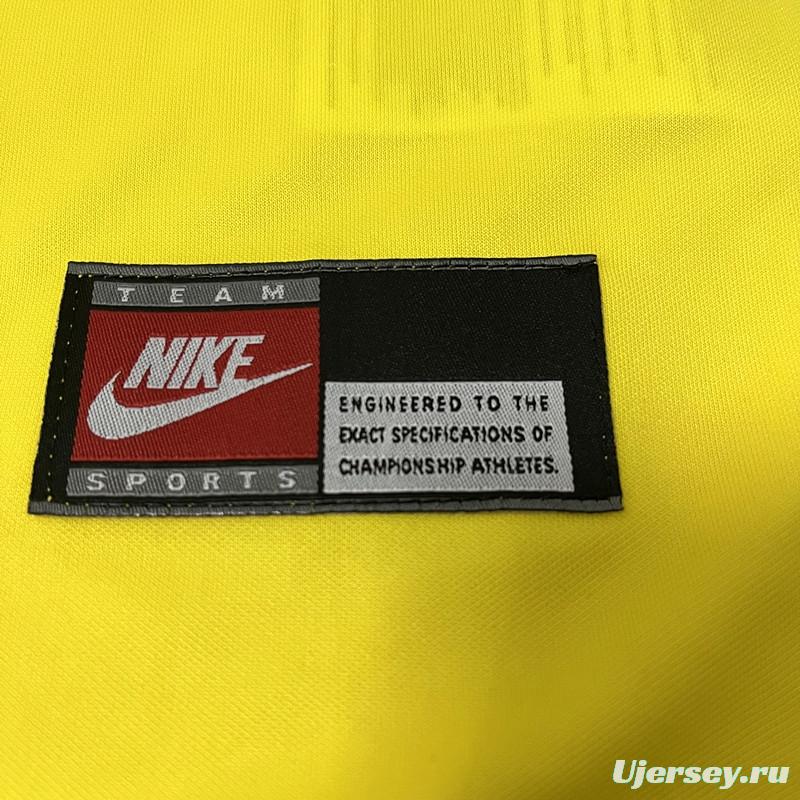 TEAM
NIKE
SPORTS
ENGINEERED TO THE
EXACT SPECIFICATIONS OF
CHAMPIONSHIP ATHLETES.
Ujersey.ru